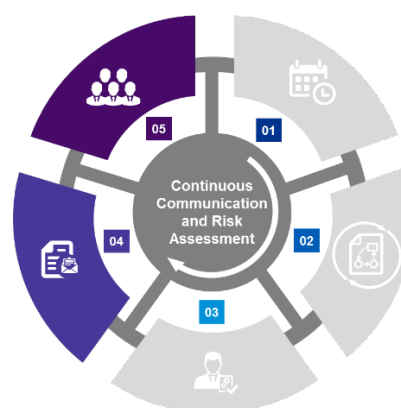 05
01
Continuous
Communication
and Risk
Assessment
04
02
03